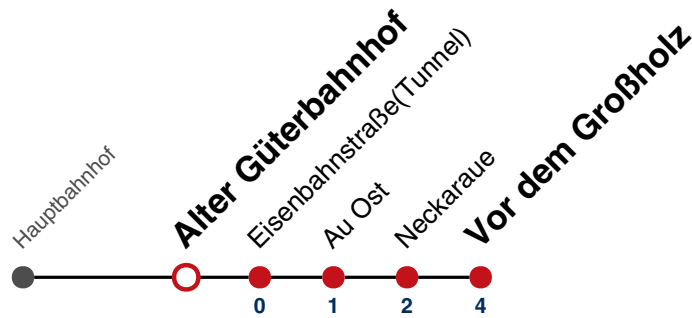 Hauptbahnhof
Alter Güterbahnhof
Eisenbahnstraße(Tunnel)
Au Ost
Neckaraue
Vor dem Großholz
0 1 2 4